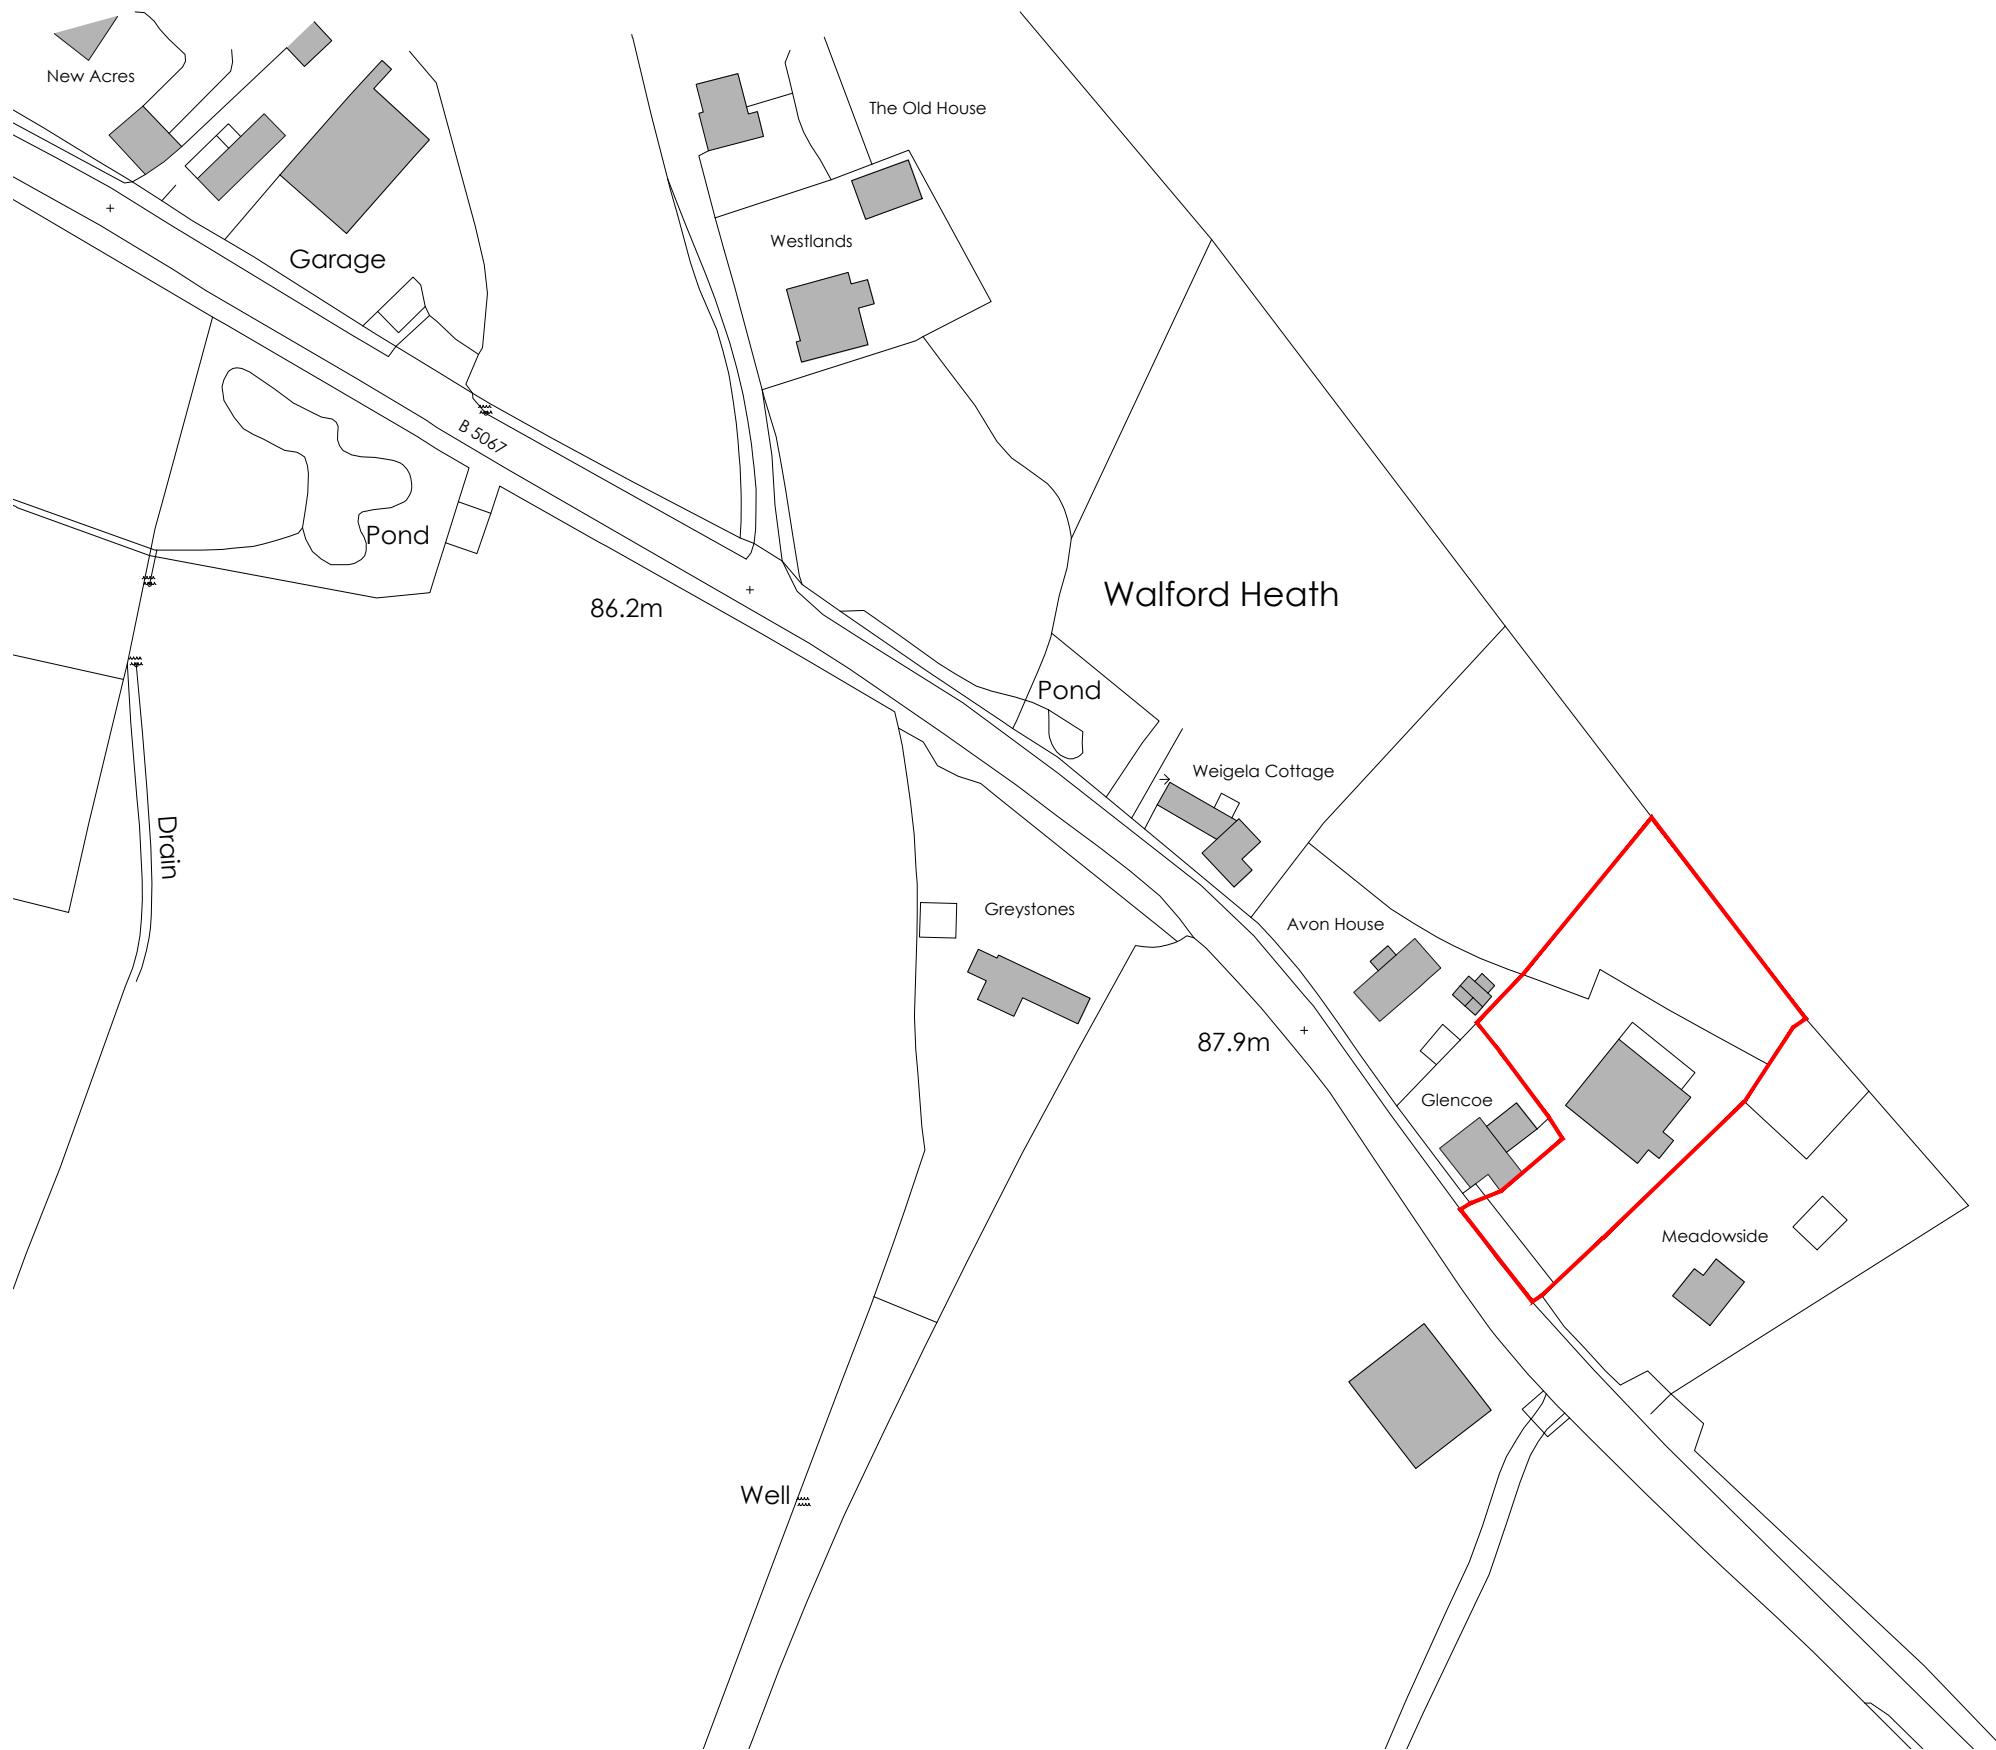 New Acres
The Old House
Westlands
Garage
B 5067
Pond
Walford Heath
86.2m
Pond
Weigela Cottage
Drain
Greystones
Avon House
87.9m
Glencoe
Meadowside
Well